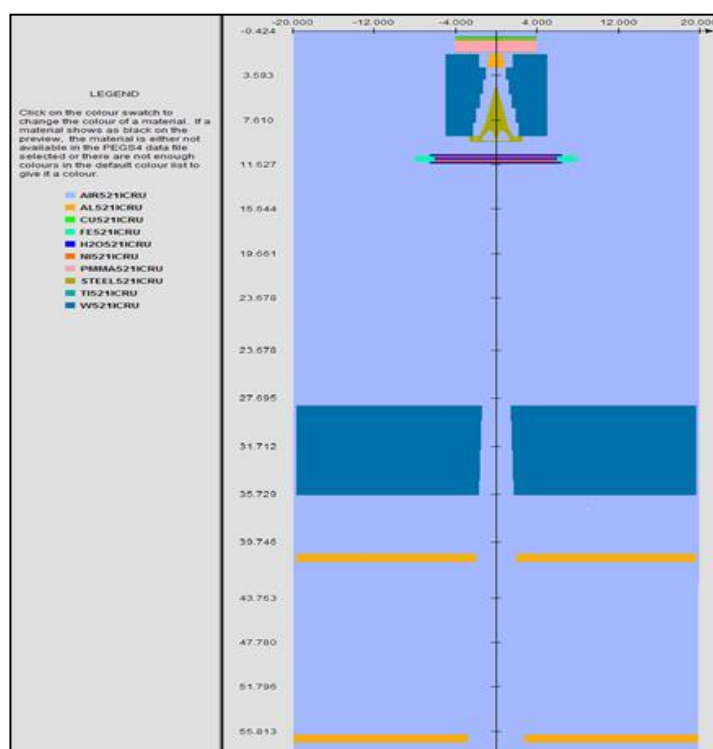 -20.000 -12.000 -4.000 4.000 12.000 20.000
-0.424
3.593
7.610
11.627
15.644
19.661
23.678
23.678
27.695
31.712
35.729
39.746
43.763
47.780
51.796
55.813
LEGEND
Click on the colour swatch to
change the colour of a material. If a
material shows as black on the
preview, the material is either not
available in the PEGS4 data file
selected or there are not enough
colours in the default colour list to
give it a colour.
AIR521ICRU
AL521ICRU
CU521ICRU
FE521ICRU
H2O521ICRU
NI521ICRU
PMMA521ICRU
STEEL521ICRU
TI521ICRU
W521ICRU